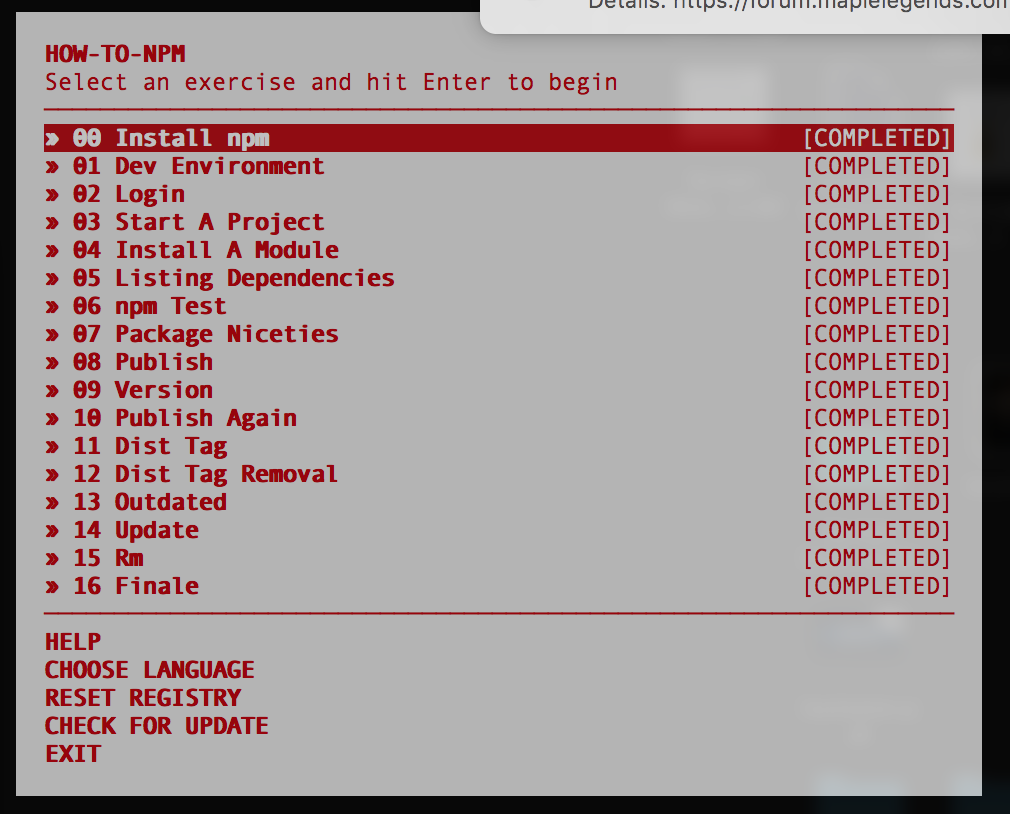 Details: https://forum.maplelegends.com
HOW-TO-NPM
Select an exercise and hit Enter to begin
» 00 Install npm [COMPLETED]
» 01 Dev Environment [COMPLETED]
» 02 Login [COMPLETED]
» 03 Start A Project [COMPLETED]
» 04 Install A Module [COMPLETED]
» 05 Listing Dependencies [COMPLETED]
» 06 npm Test [COMPLETED]
» 07 Package Niceties [COMPLETED]
» 08 Publish [COMPLETED]
» 09 Version [COMPLETED]
» 10 Publish Again [COMPLETED]
» 11 Dist Tag [COMPLETED]
» 12 Dist Tag Removal [COMPLETED]
» 13 Outdated [COMPLETED]
» 14 Update [COMPLETED]
» 15 Rm [COMPLETED]
» 16 Finale [COMPLETED]
HELP
CHOOSE LANGUAGE
RESET REGISTRY
CHECK FOR UPDATE
EXIT